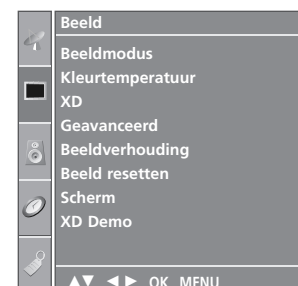 Beeld
Beeldmodus
Kleurtemperatuur
XD
Geavanceerd
Beeldverhouding
Beeld resetten
Scherm
XD Demo
▲▼ ◄► OK MENU